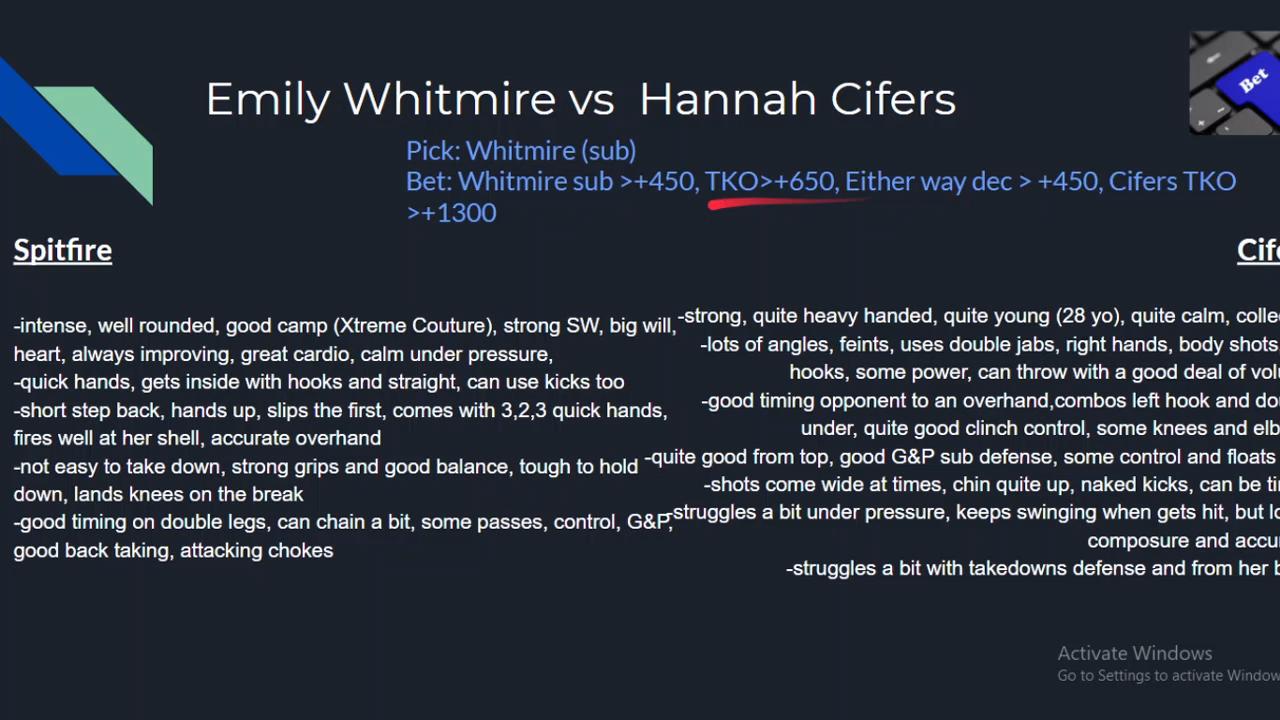 Emily Whitmire vs Hannah Cifers
Bet
Pick: Whitmire (sub)
Bet: Whitmire sub >+450, TKO>+650, Either way dec > +450, Cifers TKO
>+1300
Spitfire
-intense, well rounded, good camp (Xtreme Couture), strong SW, big will,
heart, always improving, great cardio, calm under pressure,
-quick hands, gets inside with hooks and straight, can use kicks too
-short step back, hands up, slips the first, comes with 3,2,3 quick hands,
fires well at her shell, accurate overhand
-not easy to take down, strong grips and good balance, tough to hold
down, lands knees on the break
-good timing on double legs, can chain a bit, some passes, control, G&P,
good back taking, attacking chokes
-strong, quite heavy handed, quite young (28 yo), quite calm,
-lots of angles, feints, uses double jabs, right hands, body shots
hooks, some power, can throw with a good deal of
-good timing opponent to an overhand,combos left hook and
under, quite good clinch control, some knees and
-quite good from top, good G&P sub defense, some control and floats
-shots come wide at times, chin quite up, naked kicks, can be
-struggles a bit under pressure, keeps swinging when gets hit, but
composure and
-struggles a bit with takedowns defense and from her
Activate Windows
Go to Settings to activate